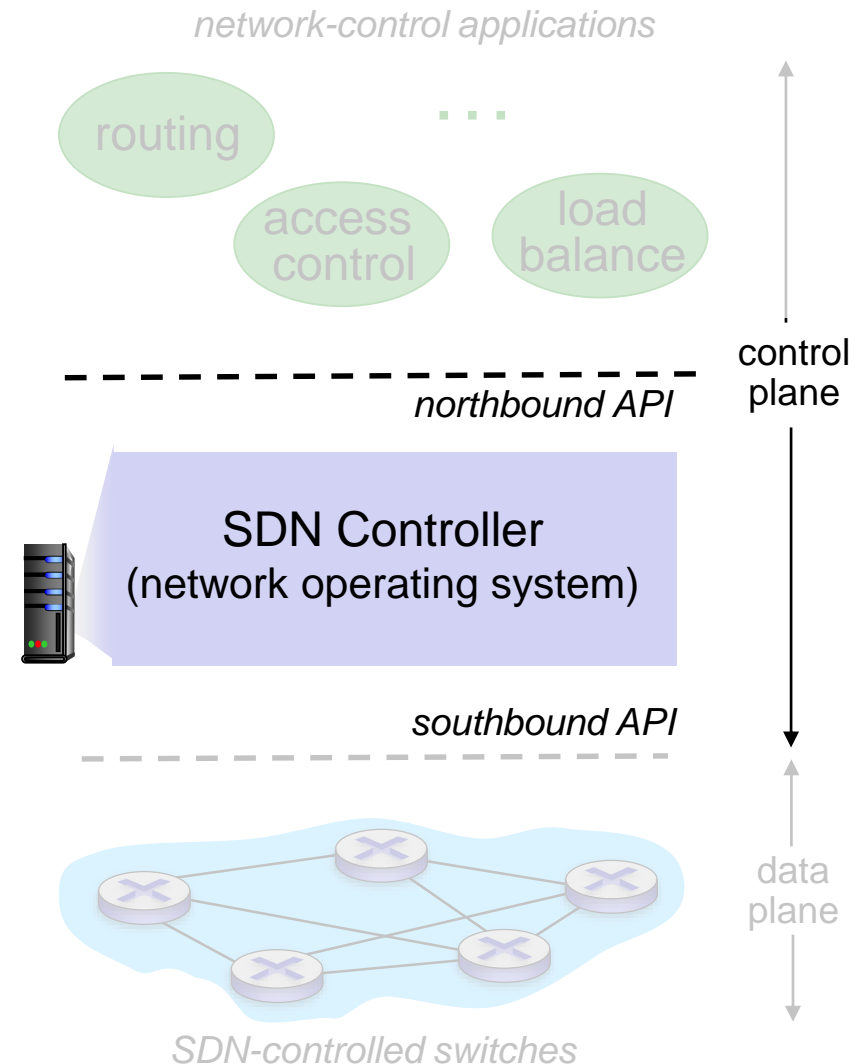 network-control applications
routing
. . .
access
control
load
balance
control
plane
northbound API
SDN Controller
(network operating system)
southbound API
data
plane
SDN-controlled switches